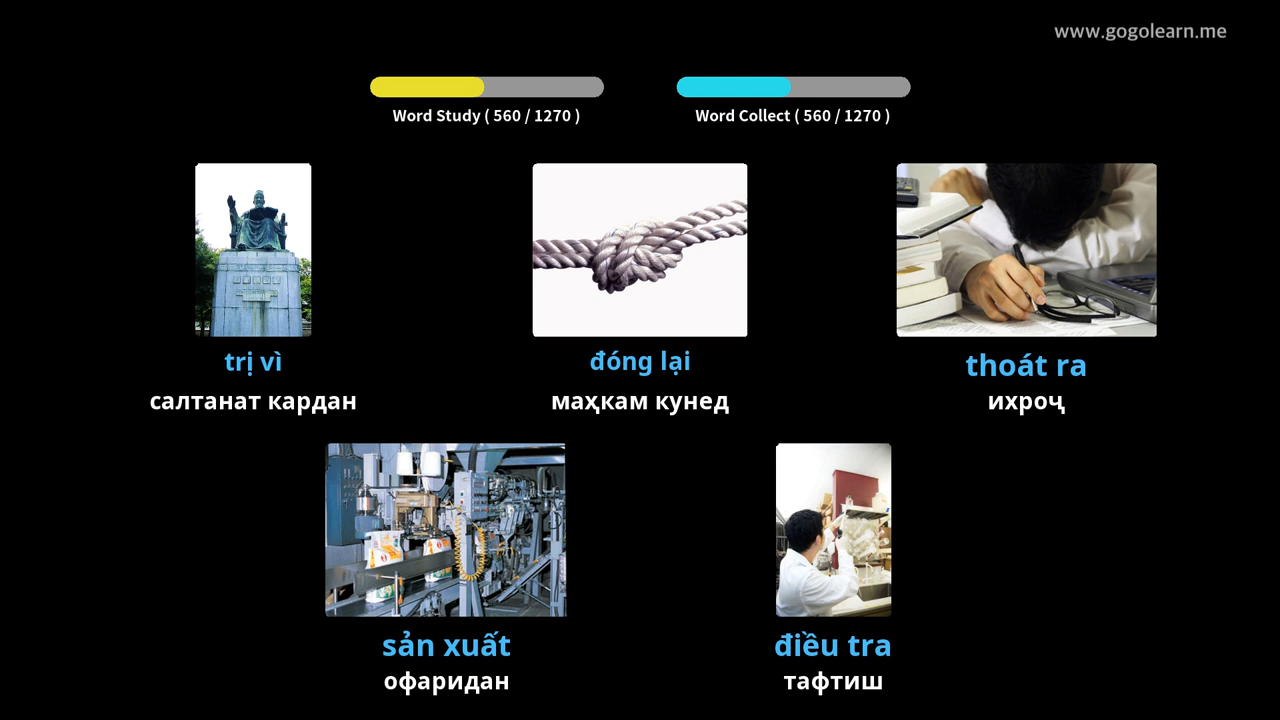 www.gogolearn.me
Word Study ( 560 / 1270 )
Word Collect ( 560 / 1270 )
trị vì
đóng lại
thoát ra
салтанат кардан
маҳкам кунед
ихроҷ
sản xuất
điều tra
офаридан
тафтиш